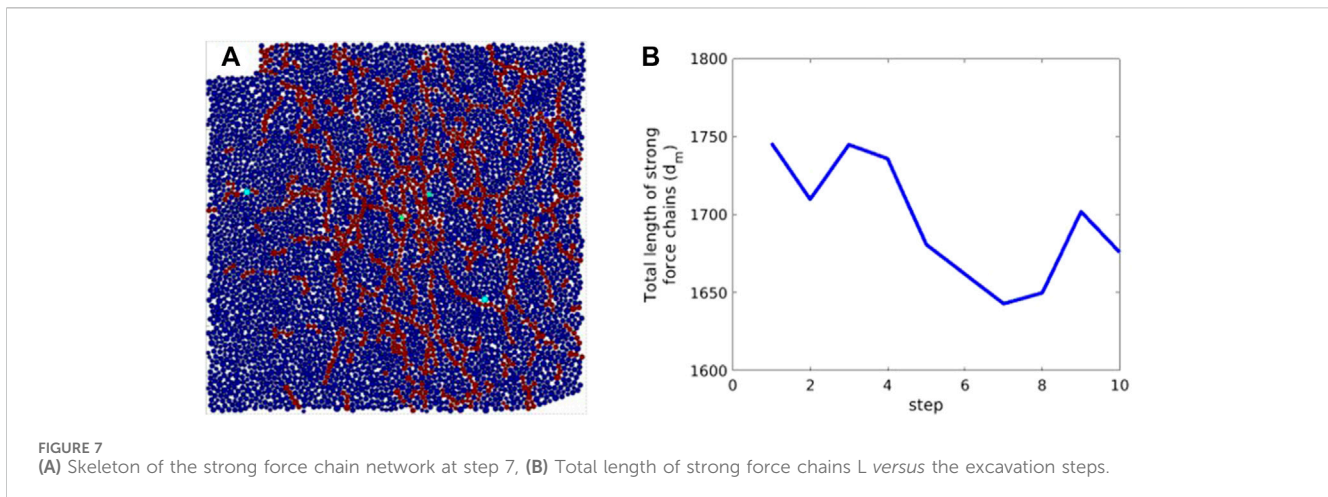 A
B
1800
1750
1700
1650
1600
0
2
4
6
8
10
step
Total length of strong
force chains (d_m)
FIGURE 7
(A) Skeleton of the strong force chain network at step 7, (B) Total length of strong force chains L versus the excavation steps.